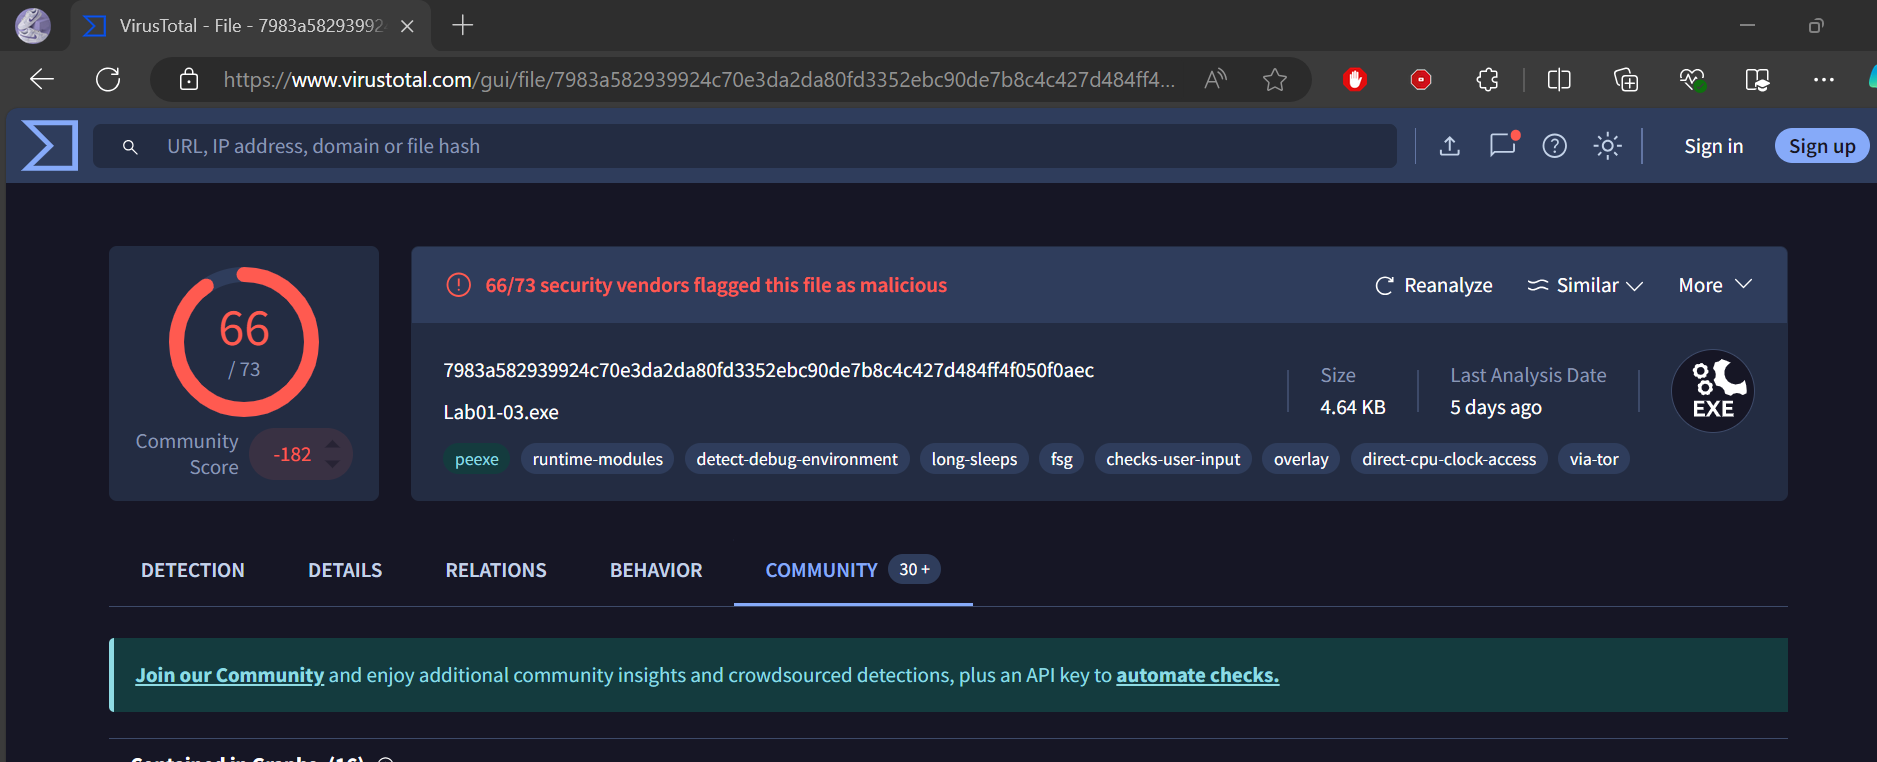 VirusTotal - File - 7983a582939924
https://www.virustotal.com/gui/file/7983a582939924c70e3da2da80fd3352ebc90de7b8c4c427d484ff4...
URL, IP address, domain or file hash
Sign in
Sign up
66
/ 73
Community Score
-182
66/73 security vendors flagged this file as malicious
Reanalyze
Similar
More
7983a582939924c70e3da2da80fd3352ebc90de7b8c4c427d484ff4f050f0aec
Lab01-03.exe
Size
4.64 KB
Last Analysis Date
5 days ago
EXE
peexe
runtime-modules
detect-debug-environment
long-sleeps
fsg
checks-user-input
overlay
direct-cpu-clock-access
via-tor
DETECTION
DETAILS
RELATIONS
BEHAVIOR
COMMUNITY
30 +
Join our Community and enjoy additional community insights and crowdsourced detections, plus an API key to automate checks.
Contained in Graphs (16)